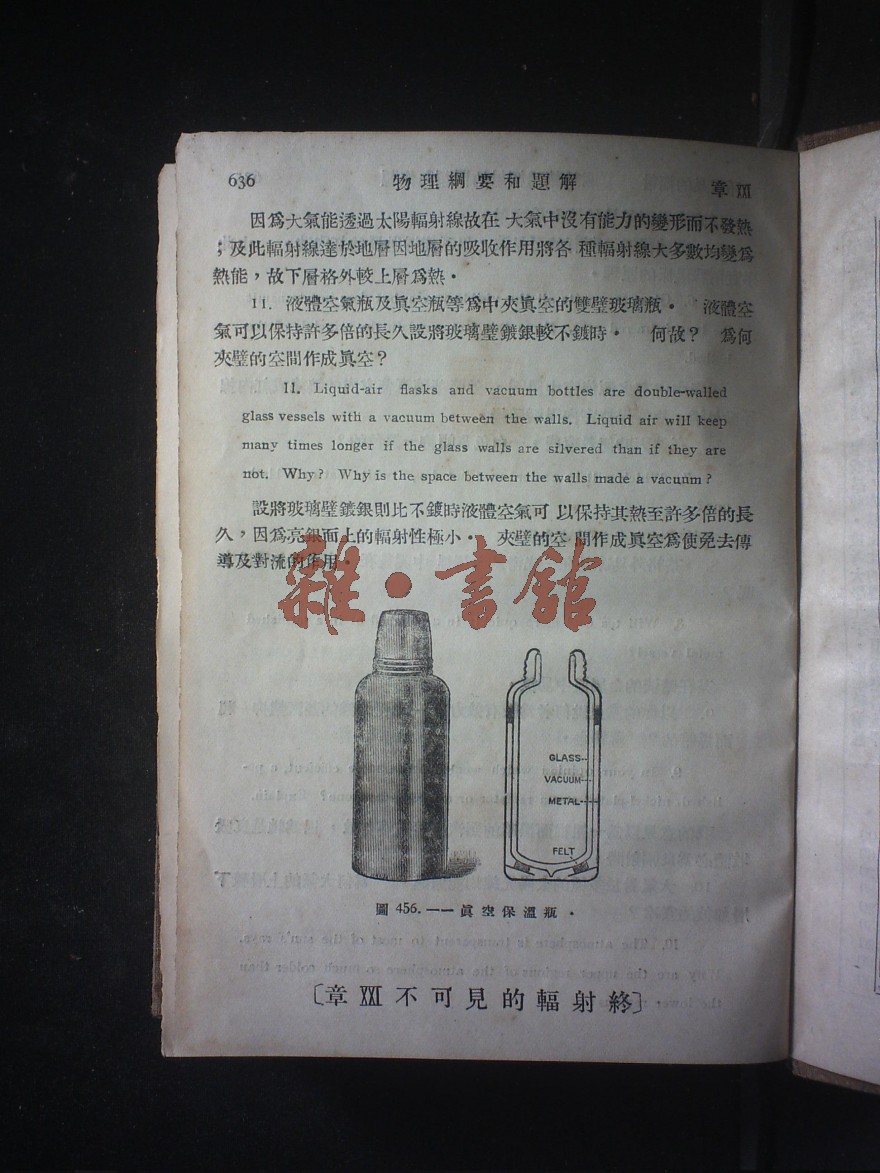 636 物理綱要和題解 章 XXI
因爲大氣能透過太陽輻射線故在 大氣中沒有能力的變形而不發熱
；及此輻射線達於地層因地層的吸收作用將各 種輻射線大多數均變爲
熱能，故下層格外較上層爲熱．
11. 液體空氣瓶及眞空瓶等爲中夾眞空的雙壁玻璃瓶． 液體空
氣可以保持許多倍的長久設將玻璃壁鍍銀較不鍍時． 何故？ 爲何
夾壁的空間作成眞空？
11. Liquid-air flasks and vacuum bottles are double-walled
glass vessels with a vacuum between the walls. Liquid air will keep
many times longer if the glass walls are silvered than if they are
not. Why? Why is the space between the walls made a vacuum?
設將玻璃壁鍍銀則比不鍍時液體空氣可 以保持其熱至許多倍的長
久，因爲亮銀面上的輻射性極小． 夾壁的空 間作成眞空爲使免去傳
導及對流的作用．
雜·書館
GLASS
VACUUM
METAL
FELT
圖 456.——眞空保溫瓶．
〔章 XXI 不可見的輻射終〕